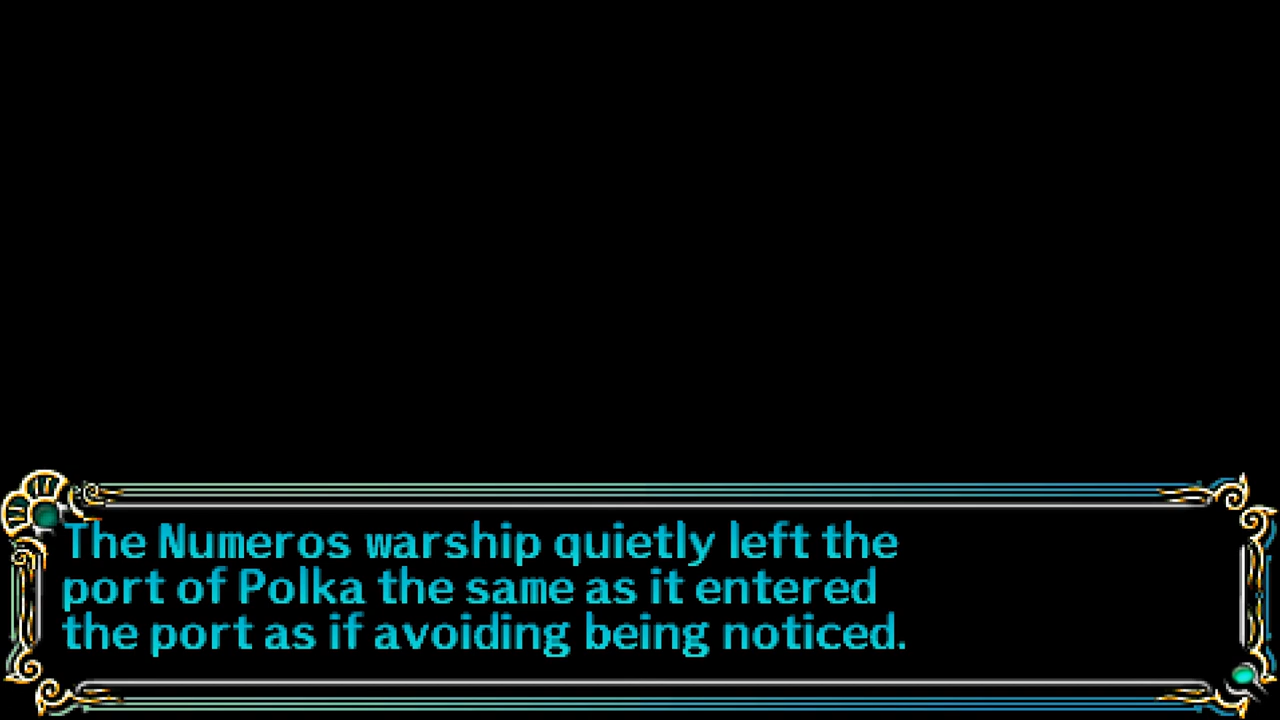 The Numeros warship quietly left the
port of Polka the same as it entered
the port as if avoiding being noticed.